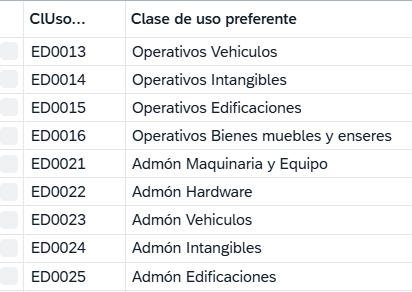 ClUso... Clase de uso preferente
ED0013 Operativos Vehiculos
ED0014 Operativos Intangibles
ED0015 Operativos Edificaciones
ED0016 Operativos Bienes muebles y enseres
ED0021 Admón Maquinaria y Equipo
ED0022 Admón Hardware
ED0023 Admón Vehiculos
ED0024 Admón Intangibles
ED0025 Admón Edificaciones